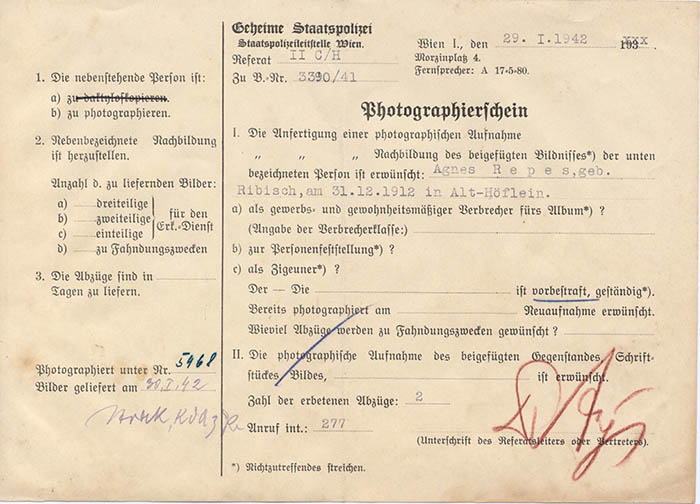 Geheime Staatspolizei
Staatspolizeileitstelle Wien.
Referat II C/H
Zu B.-Nr. 3390/41
Wien I., den 29. I.1942 193 xxx
Morzinplatz 4.
Fernsprecher: A 17-5-80.
1. Die nebenstehende Person ist:
a) zu daktyloskopieren.
b) zu photographieren.
2. Nebenbezeichnete Nachbildung
ist herzustellen.
Anzahl d. zu liefernden Bilder:
a) dreiteilige
b) zweiteilige
c) einteilige
für den
Erk.-Dienst
d) zu Fahndungszwecken
3. Die Abzüge sind in
Tagen zu liefern.
Photographiert unter Nr. 5468
Bilder geliefert am 30.I.42
Photographierschein
I. Die Anfertigung einer photographischen Aufnahme
„ „ „ Nachbildung des beigefügten Bildnisses*) der unten
bezeichneten Person ist erwünscht: Agnes R e p e s, geb.
Ribisch, am 31.12.1912 in Alt-Höflein.
a) als gewerbs- und gewohnheitsmäßiger Verbrecher fürs Album*) ?
(Angabe der Verbrecherklasse:)
b) zur Personenfeststellung*) ?
c) als Zigeuner*) ?
Der — Die ist vorbestraft, geständig*).
Bereits photographiert am Neuaufnahme erwünscht.
Wieviel Abzüge werden zu Fahndungszwecken gewünscht ?
II. Die photographische Aufnahme des beigefügten Gegenstandes, Schrift-
stückes, Bildes, ist erwünscht.
Zahl der erbetenen Abzüge: 2
Anruf int.: 277
(Unterschrift des Referatsleiters oder Vertreters).
*) Nichtzutreffendes streichen.